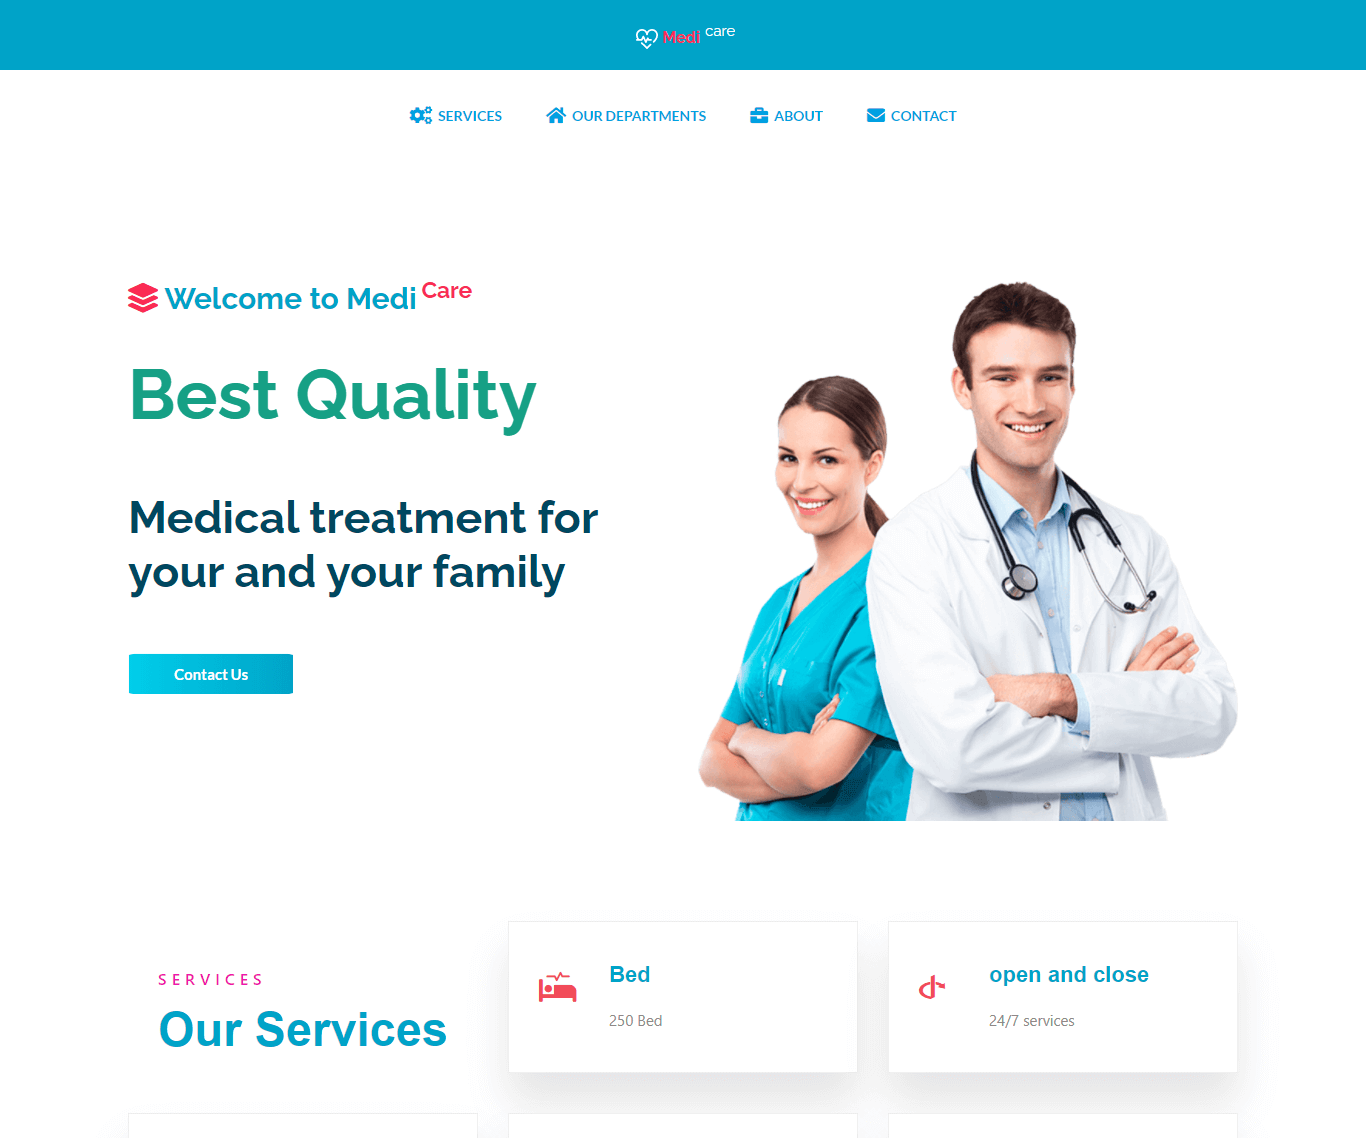 Medi care
SERVICES OUR DEPARTMENTS ABOUT CONTACT
Welcome to Medi Care
Best Quality
Medical treatment for
your and your family
Contact Us
SERVICES
Our Services
Bed
250 Bed
open and close
24/7 services